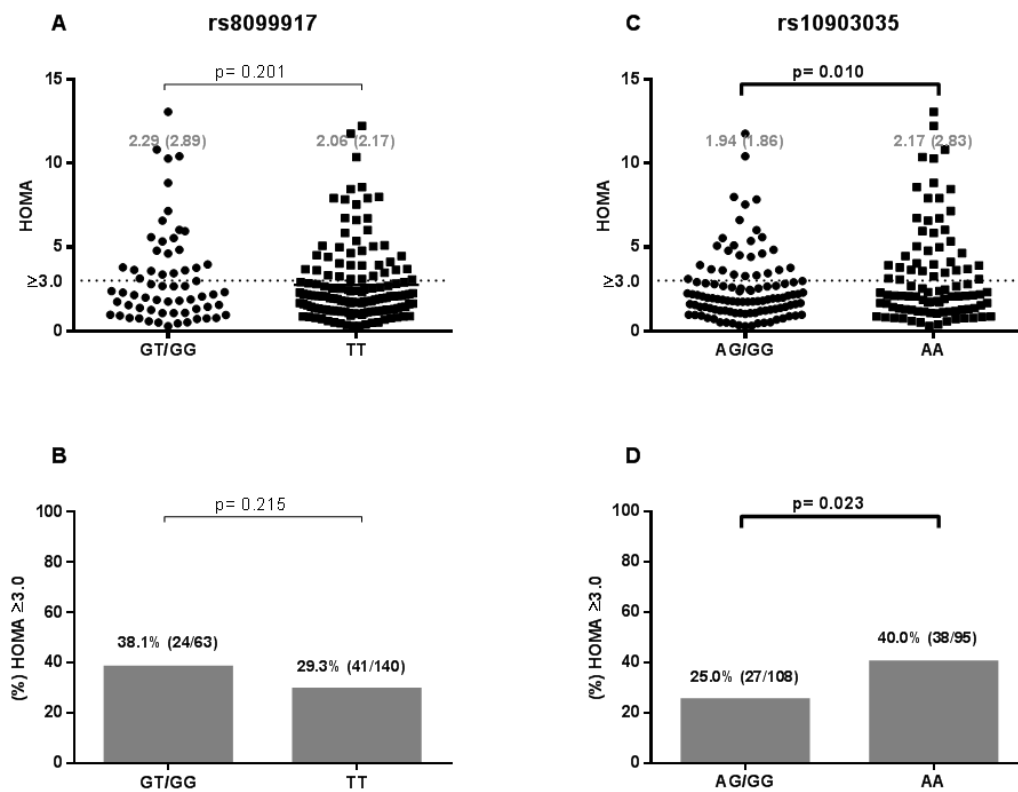 A
rs8099917
p= 0.201
15
10
5
≥3.0
0
HOMA
2.29 (2.89)
2.06 (2.17)
GT/GG
TT
C
rs10903035
p= 0.010
15
10
5
≥3.0
0
HOMA
1.94 (1.86)
2.17 (2.83)
AG/GG
AA
B
p= 0.215
100
80
60
40
20
0
(%) HOMA ≥3.0
38.1% (24/63)
29.3% (41/140)
GT/GG
TT
D
p= 0.023
100
80
60
40
20
0
(%) HOMA ≥3.0
25.0% (27/108)
40.0% (38/95)
AG/GG
AA